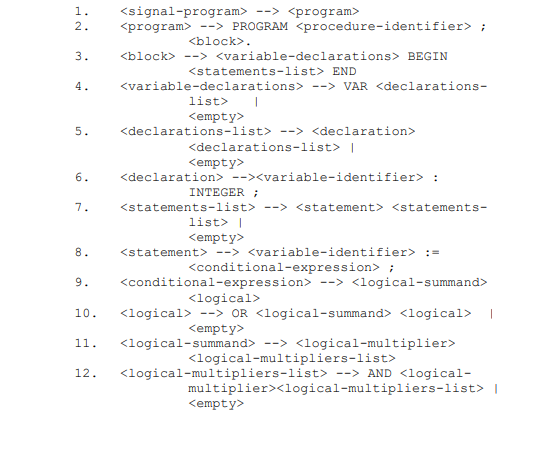 1. <signal-program> --> <program>
2. <program> --> PROGRAM <procedure-identifier> ;
<block>.
3. <block> --> <variable-declarations> BEGIN
<statements-list> END
4. <variable-declarations> --> VAR <declarations-
list> |
<empty>
5. <declarations-list> --> <declaration>
<declarations-list> |
<empty>
6. <declaration> --><variable-identifier> :
INTEGER ;
7. <statements-list> --> <statement> <statements-
list> |
<empty>
8. <statement> --> <variable-identifier> :=
<conditional-expression> ;
9. <conditional-expression> --> <logical-summand>
<logical>
10. <logical> --> OR <logical-summand> <logical> |
<empty>
11. <logical-summand> --> <logical-multiplier>
<logical-multipliers-list>
12. <logical-multipliers-list> --> AND <logical-
multiplier><logical-multipliers-list> |
<empty>